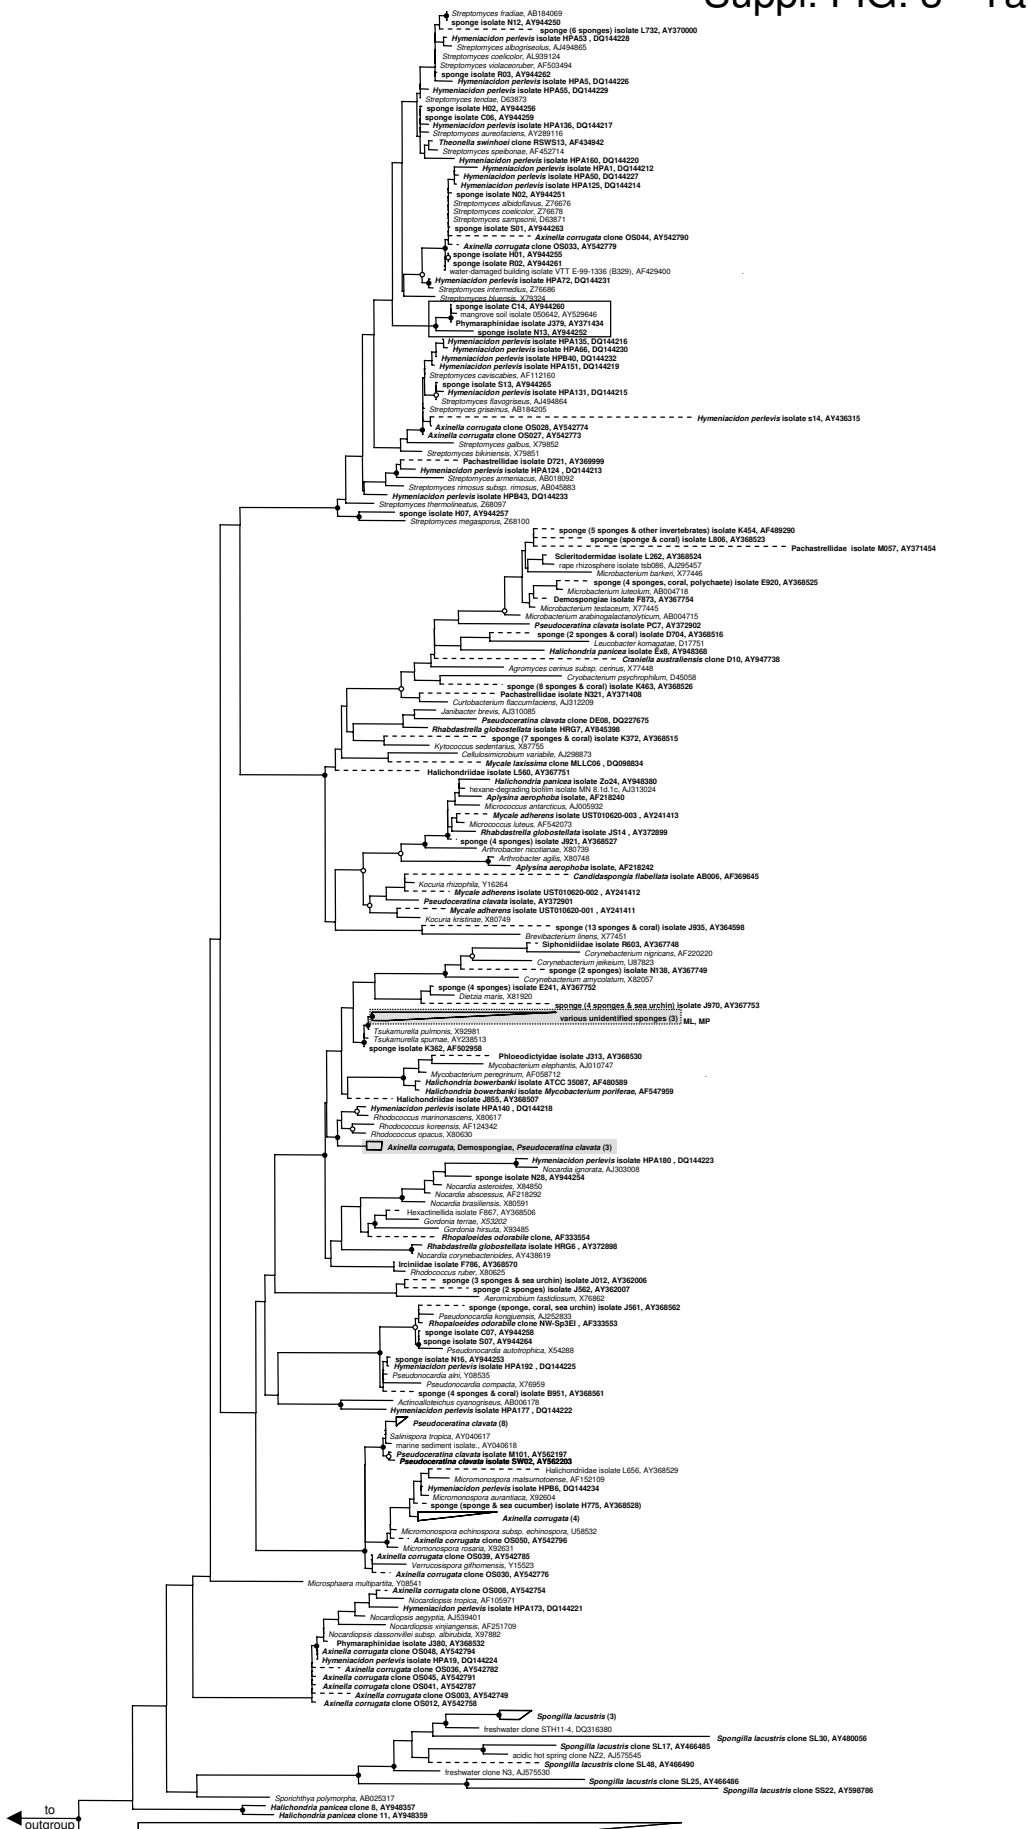 Streptomyces fradiae, AB184069
sponge isolate N12, AY944250
sponge (6 sponges) isolate L732, AY370000
Hymeniacidon perlevis isolate HPA53 , DQ144228
Streptomyces albogriseolus, AJ494865
Streptomyces coelicolor, AL939124
Streptomyces violaceoruber, AF503494
sponge isolate R03, AY944262
Hymeniacidon perlevis isolate HPA5, DQ144226
Hymeniacidon perlevis isolate HPA55, DQ144229
Streptomyces tendae, D63873
sponge isolate H02, AY944256
sponge isolate C06, AY944259
Hymeniacidon perlevis isolate HPA136, DQ144217
Streptomyces aureofaciens, AY289116
Theonella swinhoei clone RSWS13, AF434942
Streptomyces speibonae, AF452714
Hymeniacidon perlevis isolate HPA160, DQ144220
Hymeniacidon perlevis isolate HPA1, DQ144212
Hymeniacidon perlevis isolate HPA50, DQ144227
Hymeniacidon perlevis isolate HPA125, DQ144214
sponge isolate N02, AY944251
Streptomyces albidoflavus, Z76676
Streptomyces coelicolor, Z76678
Streptomyces sampsonii, D63871
sponge isolate S01, AY944263
Axinella corrugata clone OS044, AY542790
Axinella corrugata clone OS033, AY542779
sponge isolate H01, AY944255
sponge isolate R02, AY944261
water-damaged building isolate VTT E-99-1336 (B329), AF429400
Hymeniacidon perlevis isolate HPA72, DQ144231
Streptomyces intermedius, Z76686
Streptomyces bluensis, X79324
sponge isolate C14, AY944260
mangrove soil isolate 050642, AY529646
Phymaraphinidae isolate J379, AY371434
sponge isolate N13, AY944252
Hymeniacidon perlevis isolate HPA135, DQ144216
Hymeniacidon perlevis isolate HPA66, DQ144230
Hymeniacidon perlevis isolate HPB40, DQ144232
Hymeniacidon perlevis isolate HPA151, DQ144219
Streptomyces caviscabies, AF112160
sponge isolate S13, AY944265
Hymeniacidon perlevis isolate HPA131, DQ144215
Streptomyces flavogriseus, AJ494864
Streptomyces griseinus, AB184205
Hymeniacidon perlevis isolate s14, AY436315
Axinella corrugata clone OS028, AY542774
Axinella corrugata clone OS027, AY542773
Streptomyces galbus, X79852
Streptomyces bikiniensis, X79851
Pachastrellidae isolate D721, AY369999
Hymeniacidon perlevis isolate HPA124 , DQ144213
Streptomyces armeniacus, AB018092
Streptomyces rimosus subsp. rimosus, AB045883
Hymeniacidon perlevis isolate HPB43, DQ144233
Streptomyces thermolineatus, Z68097
sponge isolate H07, AY944257
Streptomyces megasporus, Z68100
sponge (5 sponges & other invertebrates) isolate K454, AF489290
sponge (sponge & coral) isolate L806, AY368523
Pachastrellidae isolate M057, AY371454
Scleritodermidae isolate L262, AY368524
rape rhizosphere isolate tsb086, AJ295457
Microbacterium barkeri, X77446
sponge (4 sponges, coral, polychaete) isolate E920, AY368525
Microbacterium luteolum, AB004718
Demospongiae isolate F873, AY367754
Microbacterium testaceum, X77445
Microbacterium arabinogalactanolyticum, AB004715
Pseudoceratina clavata isolate PC7, AY372902
sponge (2 sponges & coral) isolate D704, AY368516
Leucobacter komagatae, D17751
Halichondria panicea isolate Ex8, AY948368
Craniella australiensis clone D10, AY947738
Agromyces cerinus subsp. cerinus, X77448
Cryobacterium psychrophilum, D45058
sponge (8 sponges & coral) isolate K463, AY368526
Pachastrellidae isolate N321, AY371408
Curtobacterium flaccumfaciens, AJ312209
Janibacter brevis, AJ310085
Pseudoceratina clavata clone DE08, DQ227675
Rhabdastrella globostellata isolate HRG7, AY845398
sponge (7 sponges & coral) isolate K372, AY368515
Kytococcus sedentarius, X87755
Cellulosimicrobium variabile, AJ298873
Mycale laxissima clone MLLC06 , DQ098834
Halichondriidae isolate L560, AY367751
Halichondria panicea isolate Zo24, AY948380
hexane-degrading biofilm isolate MN 8.1d.1c, AJ313024
Aplysina aerophoba isolate, AF218240
Micrococcus antarcticus, AJ005932
Mycale adherens isolate UST010620-003 , AY241413
Micrococcus luteus, AF542073
Rhabdastrella globostellata isolate JS14 , AY372899
sponge (4 sponges) isolate J921, AY368527
Arthrobacter nicotianae, X80739
Arthrobacter agilis, X80748
Aplysina aerophoba isolate, AF218242
Candidaspongia flabellata isolate AB006, AF369645
Kocuria rhizophila, Y16264
Mycale adherens isolate UST010620-002 , AY241412
Pseudoceratina clavata isolate, AY372901
Mycale adherens isolate UST010620-001 , AY241411
Kocuria kristinae, X80749
sponge (13 sponges & coral) isolate J935, AY364598
Brevibacterium linens, X77451
Siphonidiidae isolate R603, AY367748
Corynebacterium nigricans, AF220220
Corynebacterium jeikeium, U87823
sponge (2 sponges) isolate N138, AY367749
Corynebacterium amycolatum, X82057
sponge (4 sponges) isolate E241, AY367752
Dietzia maris, X81920
sponge (4 sponges & sea urchin) isolate J970, AY367753
various unidentified sponges (3) ML, MP
Tsukamurella pulmonis, X92981
Tsukamurella spumae, AY238513
sponge isolate K362, AF502958
Phloeodictyidae isolate J313, AY368530
Mycobacterium elephantis, AJ010747
Mycobacterium peregrinum, AF058712
Halichondria bowerbanki isolate ATCC 35087, AF480589
Halichondria bowerbanki isolate Mycobacterium poriferae, AF547959
Halichondriidae isolate J855, AY368507
Hymeniacidon perlevis isolate HPA140 , DQ144218
Rhodococcus marinonascens, X80617
Rhodococcus koreensis, AF124342
Rhodococcus opacus, X80630
Axinella corrugata, Demospongiae, Pseudoceratina clavata (3)
Hymeniacidon perlevis isolate HPA180 , DQ144223
Nocardia ignorata, AJ303008
sponge isolate N28, AY944254
Nocardia asteroides, X84850
Nocardia abscessus, AF218292
Nocardia brasiliensis, X80591
Hexactinellida isolate F867, AY368506
Gordonia terrae, X53202
Gordonia hirsuta, X93485
Rhopaloeides odorabile clone, AF333554
Rhabdastrella globostellata isolate HRG6 , AY372898
Nocardia corynebacterioides, AY438619
Irciniidae isolate F786, AY368570
Rhodococcus ruber, X80625
sponge (3 sponges & sea urchin) isolate J012, AY362006
sponge (2 sponges) isolate J562, AY362007
Aeromicrobium fastidiosum, X76862
sponge (sponge, coral, sea urchin) isolate J561, AY368562
Pseudonocardia kongjuensis, AJ252833
Rhopaloeides odorabile clone NW-Sp3EI , AF333553
sponge isolate C07, AY944258
sponge isolate S07, AY944264
Pseudonocardia autotrophica, X54288
sponge isolate N16, AY944253
Hymeniacidon perlevis isolate HPA192 , DQ144225
Pseudonocardia alni, Y08535
Pseudonocardia compacta, X76959
sponge (4 sponges & coral) isolate B951, AY368561
Actinoalloteichus cyanogriseus, AB006178
Hymeniacidon perlevis isolate HPA177 , DQ144222
Pseudoceratina clavata (8)
Salinispora tropica, AY040617
marine sediment isolate., AY040618
Pseudoceratina clavata isolate M101, AY562197
Pseudoceratina clavata isolate SW02, AY562203
Halichondriidae isolate L656, AY368529
Micromonospora matsumotoense, AF152109
Hymeniacidon perlevis isolate HPB6, DQ144234
Micromonospora aurantiaca, X92604
sponge (sponge & sea cucumber) isolate H775, AY368528)
Axinella corrugata (4)
Micromonospora echinospora subsp. echinospora, U58532
Axinella corrugata clone OS050, AY542796
Micromonospora rosaria, X92631
Axinella corrugata clone OS039, AY542785
Verrucosispora gifhornensis, Y15523
Axinella corrugata clone OS030, AY542776
Microsphaera multipartita, Y08541
Axinella corrugata clone OS008, AY542754
Nocardiopsis tropica, AF105971
Hymeniacidon perlevis isolate HPA173, DQ144221
Nocardiopsis aegyptia, AJ539401
Nocardiopsis xinjiangensis, AF251709
Nocardiopsis dassonvillei subsp. albirubida, X97882
Phymaraphinidae isolate J380, AY368532
Axinella corrugata clone OS048, AY542794
Hymeniacidon perlevis isolate HPA19, DQ144224
Axinella corrugata clone OS036, AY542782
Axinella corrugata clone OS045, AY542791
Axinella corrugata clone OS041, AY542787
Axinella corrugata clone OS003, AY542749
Axinella corrugata clone OS012, AY542758
Spongilla lacustris (3)
freshwater clone STH11-4, DQ316380
Spongilla lacustris clone SL30, AY480056
Spongilla lacustris clone SL17, AY466485
acidic hot spring clone NZ2, AJ575545
Spongilla lacustris clone SL48, AY466490
freshwater clone N3, AJ575530
Spongilla lacustris clone SL25, AY466486
Spongilla lacustris clone SS22, AY598786
Sporichthya polymorpha, AB025317
Halichondria panicea clone 8, AY948357
Halichondria panicea clone 11, AY948359
to
outgroup